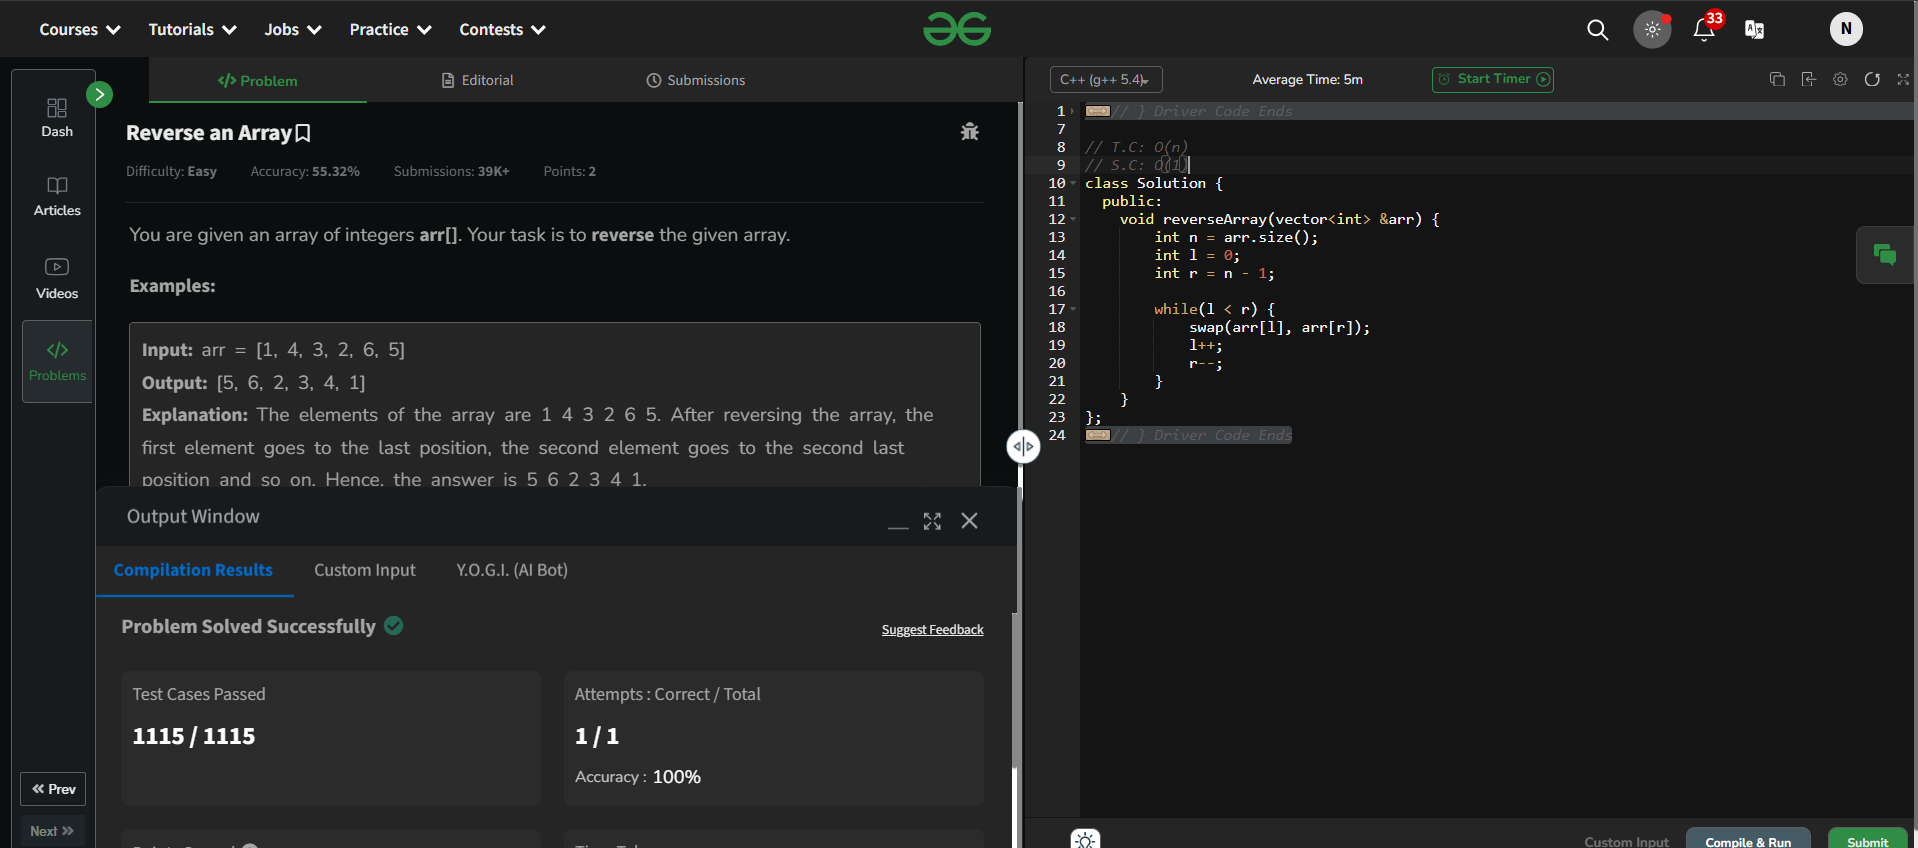 Courses Tutorials Jobs Practice Contests
33
N
Dash
Articles
Videos
Problems
Prev
Next
</> Problem Editorial Submissions
Reverse an Array
Difficulty: Easy Accuracy: 55.32% Submissions: 39K+ Points: 2
You are given an array of integers arr[]. Your task is to reverse the given array.
Examples:
Input: arr = [1, 4, 3, 2, 6, 5]
Output: [5, 6, 2, 3, 4, 1]
Explanation: The elements of the array are 1 4 3 2 6 5. After reversing the array, the
first element goes to the last position, the second element goes to the second last
position and so on. Hence, the answer is 5 6 2 3 4 1.
Output Window
Compilation Results Custom Input Y.O.G.I. (AI Bot)
Problem Solved Successfully
Suggest Feedback
Test Cases Passed
1115 / 1115
Attempts : Correct / Total
1 / 1
Accuracy : 100%
C++ (g++ 5.4) Average Time: 5m Start Timer
1 // } Driver Code Ends
7
8 // T.C: O(n)
9 // S.C: O(1)
10 class Solution {
11 public:
12 void reverseArray(vector<int> &arr) {
13 int n = arr.size();
14 int l = 0;
15 int r = n - 1;
16
17 while(l < r) {
18 swap(arr[l], arr[r]);
19 l++;
20 r--;
21 }
22 }
23 };
24 // } Driver Code Ends
Custom Input Compile & Run Submit